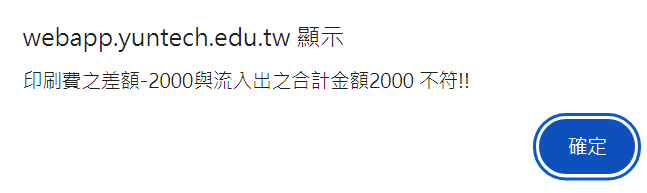 webapp.yuntech.edu.tw 顯示
印刷費之差額-2000與流入出之合計金額2000 不符!!
確定